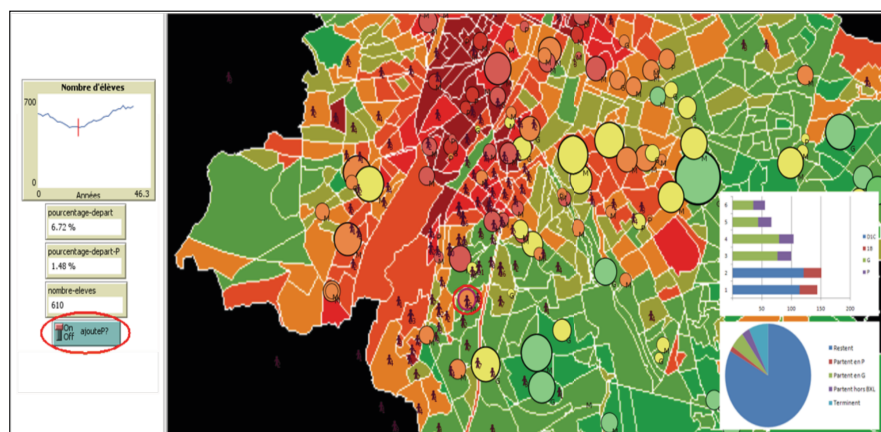 Nombre d'élèves
700
0
0 Années 46.3
pourcentage-depart
6.72 %
pourcentage-depart-P
1.48 %
nombre-eleves
610
On
Off
ajouteP?
6
5
4
3
2
1
0 50 100 150 200
D1C
1B
G
P
Restent
Partent en P
Partent en G
Partent hors BXL
Terminent